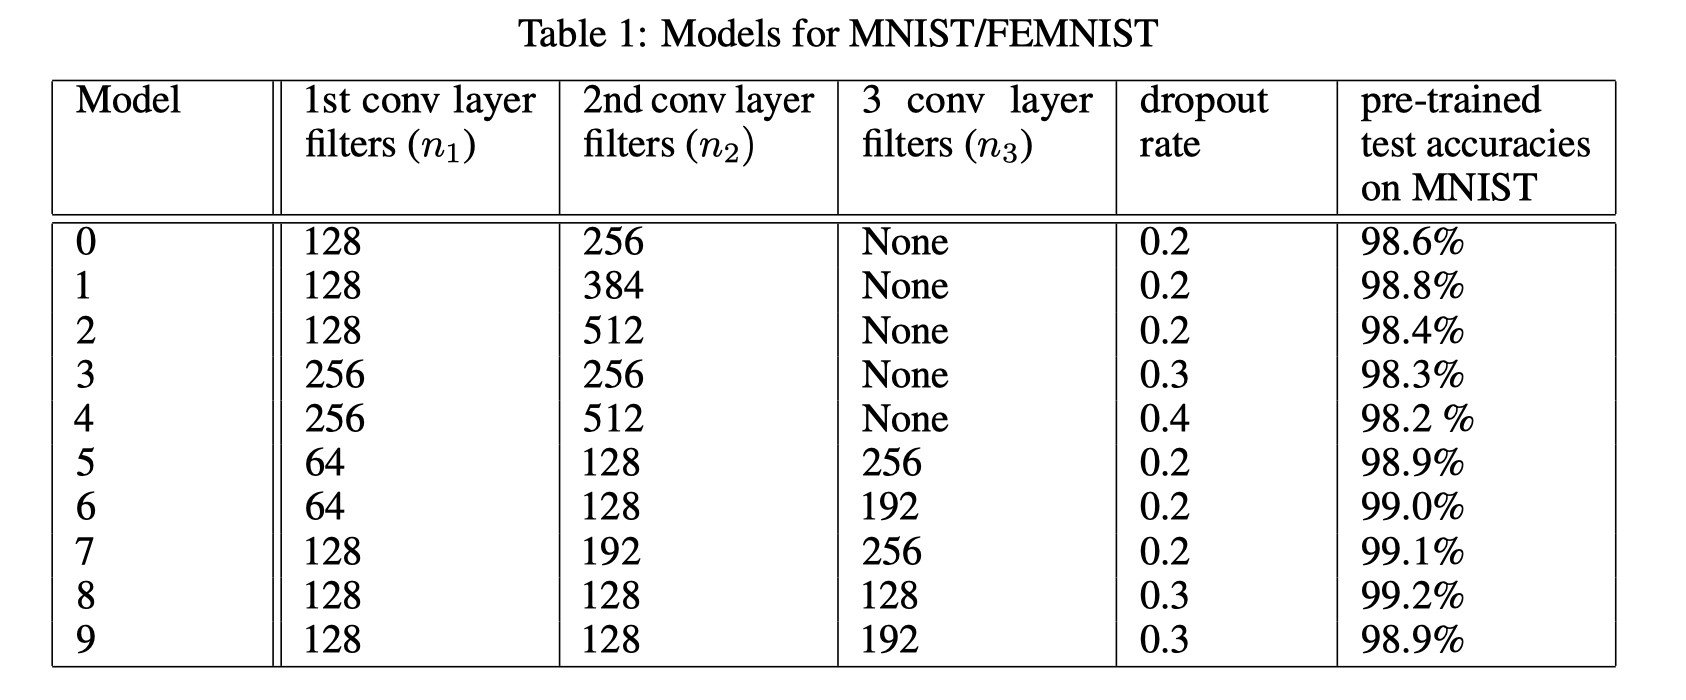 Table 1: Models for MNIST/FEMNIST
Model 1st conv layer 2nd conv layer 3 conv layer dropout pre-trained
filters (n1) filters (n2) filters (n3) rate test accuracies
on MNIST
0 128 256 None 0.2 98.6%
1 128 384 None 0.2 98.8%
2 128 512 None 0.2 98.4%
3 256 256 None 0.3 98.3%
4 256 512 None 0.4 98.2 %
5 64 128 256 0.2 98.9%
6 64 128 192 0.2 99.0%
7 128 192 256 0.2 99.1%
8 128 128 128 0.3 99.2%
9 128 128 192 0.3 98.9%